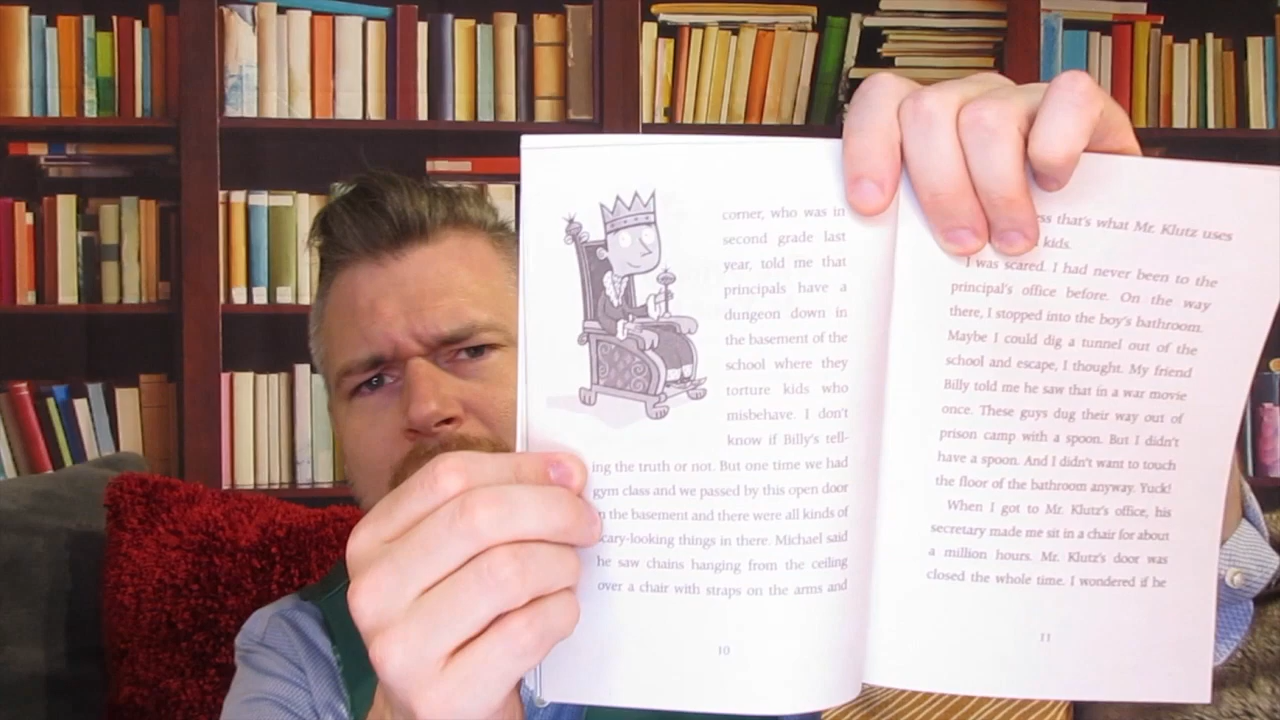 corner, who was in
second grade last
year, told me that
principals have a
dungeon down in
the basement of the
school where they
torture kids who
misbehave. I don't
know if Billy's tell-
ing the truth or not. But one time we had
gym class and we passed by this open door
the basement and there were all kinds of
cary-looking things in there. Michael said
he saw chains hanging from the ceiling
over a chair with straps on the arms and
10
ess that's what Mr. Klutz uses
kids.
I was scared. I had never been to the
principal's office before. On the way
there, I stopped into the boy's bathroom.
Maybe I could dig a tunnel out of the
school and escape, I thought. My friend
Billy told me he saw that in a war movie
once. These guys dug their way out of
prison camp with a spoon. But I didn't
have a spoon. And I didn't want to touch
the floor of the bathroom anyway. Yuck!
When I got to Mr. Klutz's office, his
secretary made me sit in a chair for about
a million hours. Mr. Klutz's door was
closed the whole time. I wondered if he
11